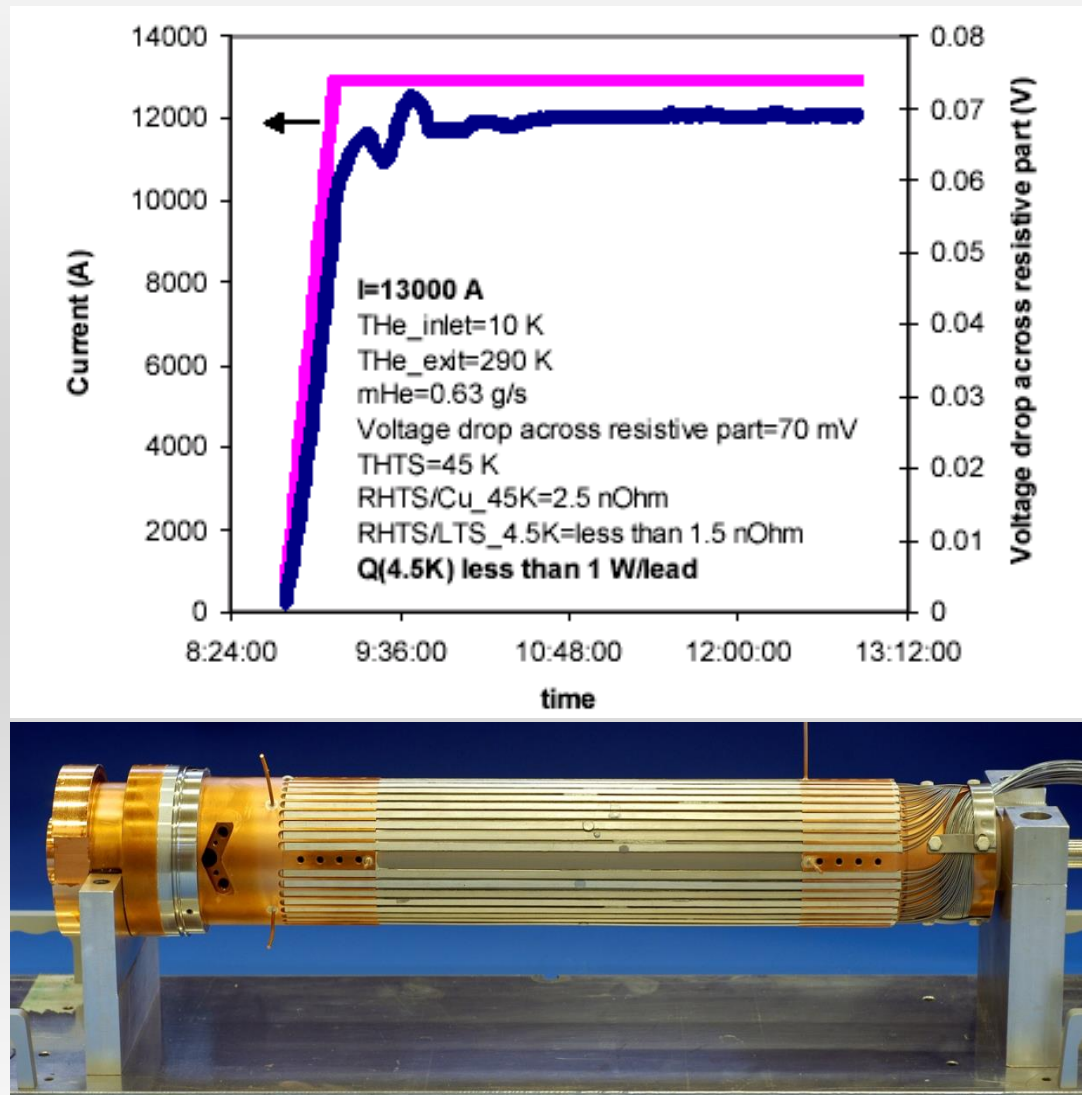 14000
12000
10000
8000
6000
4000
2000
0
Current (A)
0.08
0.07
0.06
0.05
0.04
0.03
0.02
0.01
0
Voltage drop across resistive part (V)
I=13000 A
THe_inlet=10 K
THe_exit=290 K
mHe=0.63 g/s
Voltage drop across resistive part=70 mV
THTS=45 K
RHTS/Cu_45K=2.5 nOhm
RHTS/LTS_4.5K=less than 1.5 nOhm
Q(4.5K) less than 1 W/lead
8:24:00 9:36:00 10:48:00 12:00:00 13:12:00
time